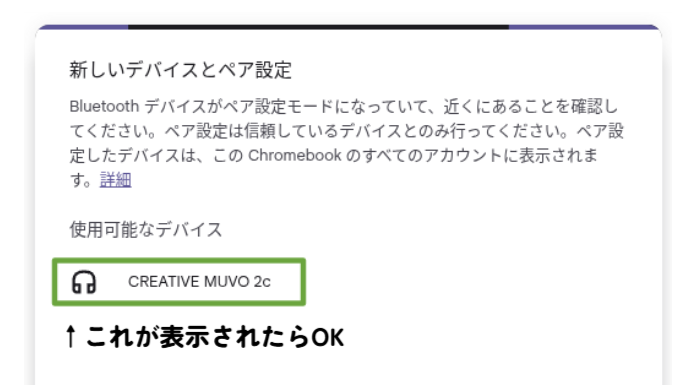 新しいデバイスとペア設定
Bluetooth デバイスがペア設定モードになっていて、近くにあることを確認し
てください。ペア設定は信頼しているデバイスとのみ行ってください。ペア設
定したデバイスは、この Chromebook のすべてのアカウントに表示されま
す。詳細
使用可能なデバイス
CREATIVE MUVO 2c
↑これが表示されたらOK